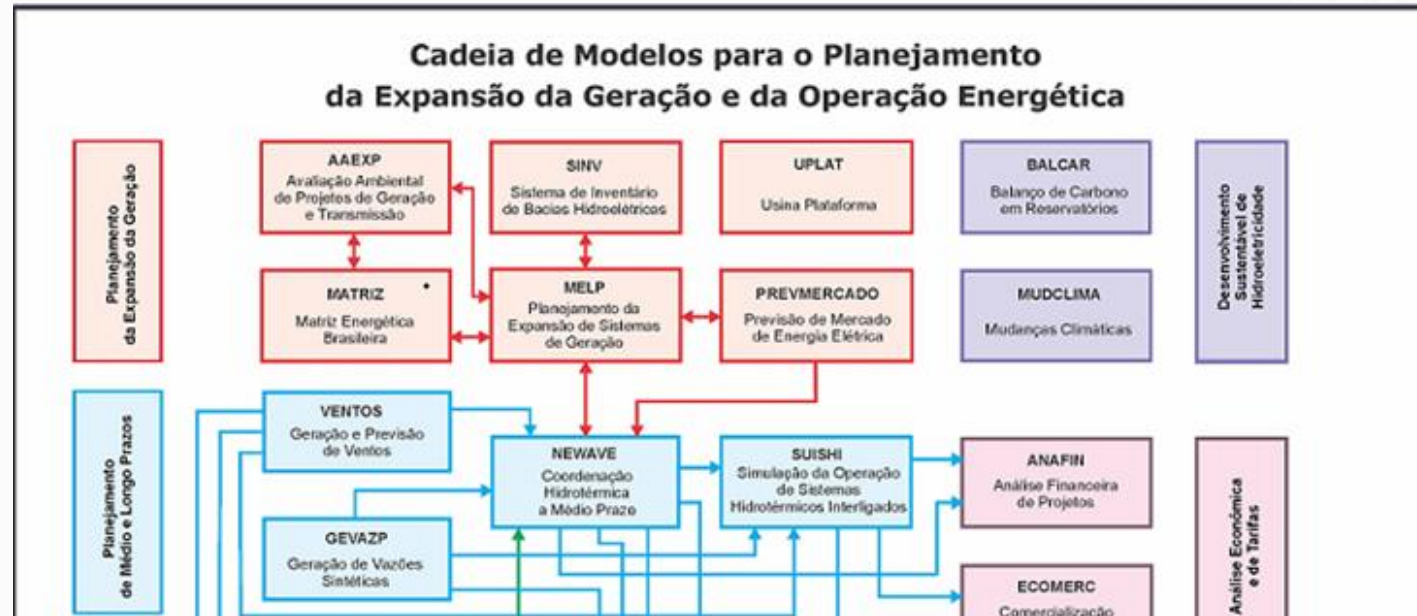 Cadeia de Modelos para o Planejamento
da Expansão da Geração e da Operação Energética
Planejamento
da Expansão da Geração
AAEXP
Avaliação Ambiental
de Projetos de Geração
e Transmissão
SINV
Sistema de Inventário
de Bacias Hidroelétricas
UPLAT
Usina Plataforma
BALCAR
Balanço de Carbono
em Reservatórios
Desenvolvimento
Sustentável de
Hidroeletricidade
MATRIZ
Matriz Energética
Brasileira
MELP
Planejamento da
Expansão de Sistemas
de Geração
PREVMERCADO
Previsão de Mercado
de Energia Elétrica
MUDCLIMA
Mudanças Climáticas
Planejamento
de Médio e Longo Prazos
VENTOS
Geração e Previsão
de Ventos
NEWAVE
Coordenação
Hidrotérmica
a Médio Prazo
SUISHI
Simulação da Operação
de Sistemas
Hidrotérmicos Interligados
ANAFIN
Análise Financeira
de Projetos
Análise Econômica
e de Tarifas
GEVAZP
Geração de Vazões
Sintéticas
ECOMERC
Comercialização